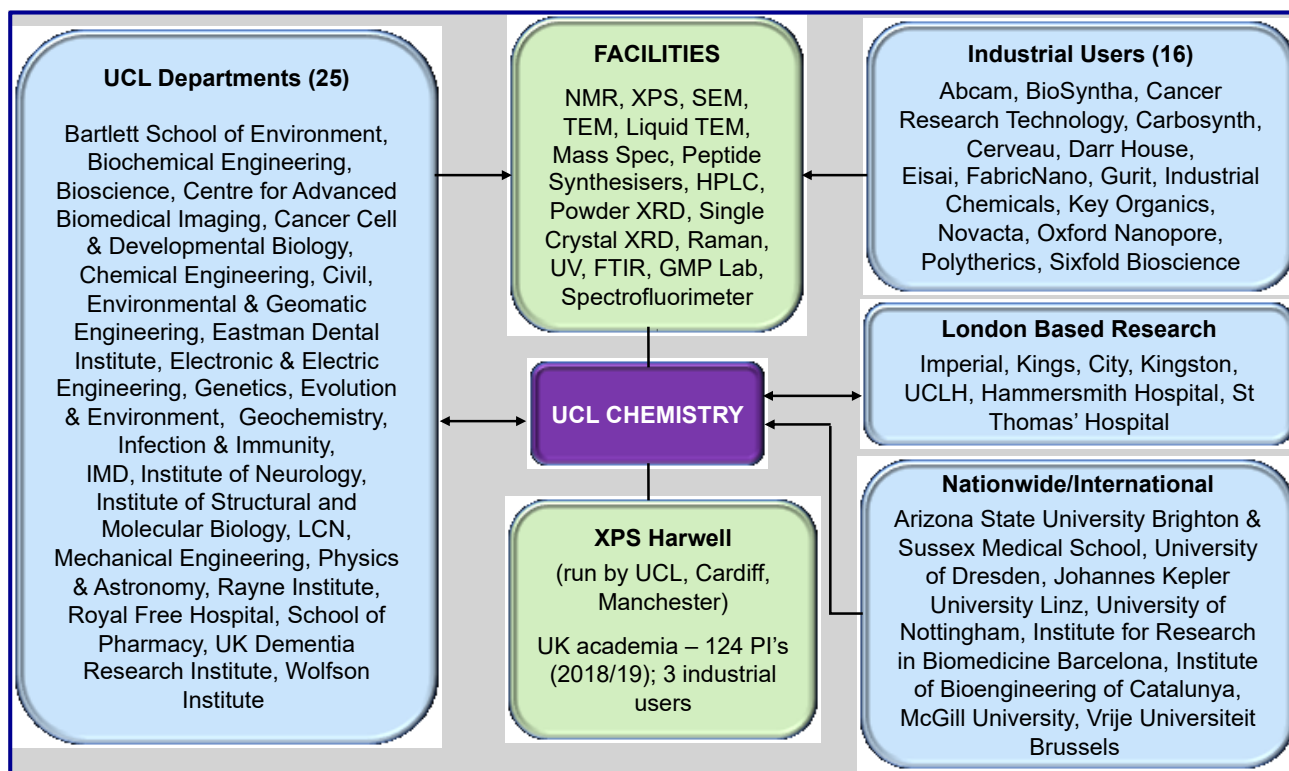 UCL Departments (25)
Bartlett School of Environment,
Biochemical Engineering,
Bioscience, Centre for Advanced
Biomedical Imaging, Cancer Cell
& Developmental Biology,
Chemical Engineering, Civil,
Environmental & Geomatic
Engineering, Eastman Dental
Institute, Electronic & Electric
Engineering, Genetics, Evolution
& Environment, Geochemistry,
Infection & Immunity,
IMD, Institute of Neurology,
Institute of Structural and
Molecular Biology, LCN,
Mechanical Engineering, Physics
& Astronomy, Rayne Institute,
Royal Free Hospital, School of
Pharmacy, UK Dementia
Research Institute, Wolfson
Institute
FACILITIES
NMR, XPS, SEM,
TEM, Liquid TEM,
Mass Spec, Peptide
Synthesisers, HPLC,
Powder XRD, Single
Crystal XRD, Raman,
UV, FTIR, GMP Lab,
Spectrofluorimeter
UCL CHEMISTRY
XPS Harwell
(run by UCL, Cardiff,
Manchester)
UK academia – 124 PI's
(2018/19); 3 industrial
users
Industrial Users (16)
Abcam, BioSyntha, Cancer
Research Technology, Carbosynth,
Cerveau, Darr House,
Eisai, FabricNano, Gurit, Industrial
Chemicals, Key Organics,
Novacta, Oxford Nanopore,
Polytherics, Sixfold Bioscience
London Based Research
Imperial, Kings, City, Kingston,
UCLH, Hammersmith Hospital, St
Thomas' Hospital
Nationwide/International
Arizona State University Brighton &
Sussex Medical School, University
of Dresden, Johannes Kepler
University Linz, University of
Nottingham, Institute for Research
in Biomedicine Barcelona, Institute
of Bioengineering of Catalunya,
McGill University, Vrije Universiteit
Brussels